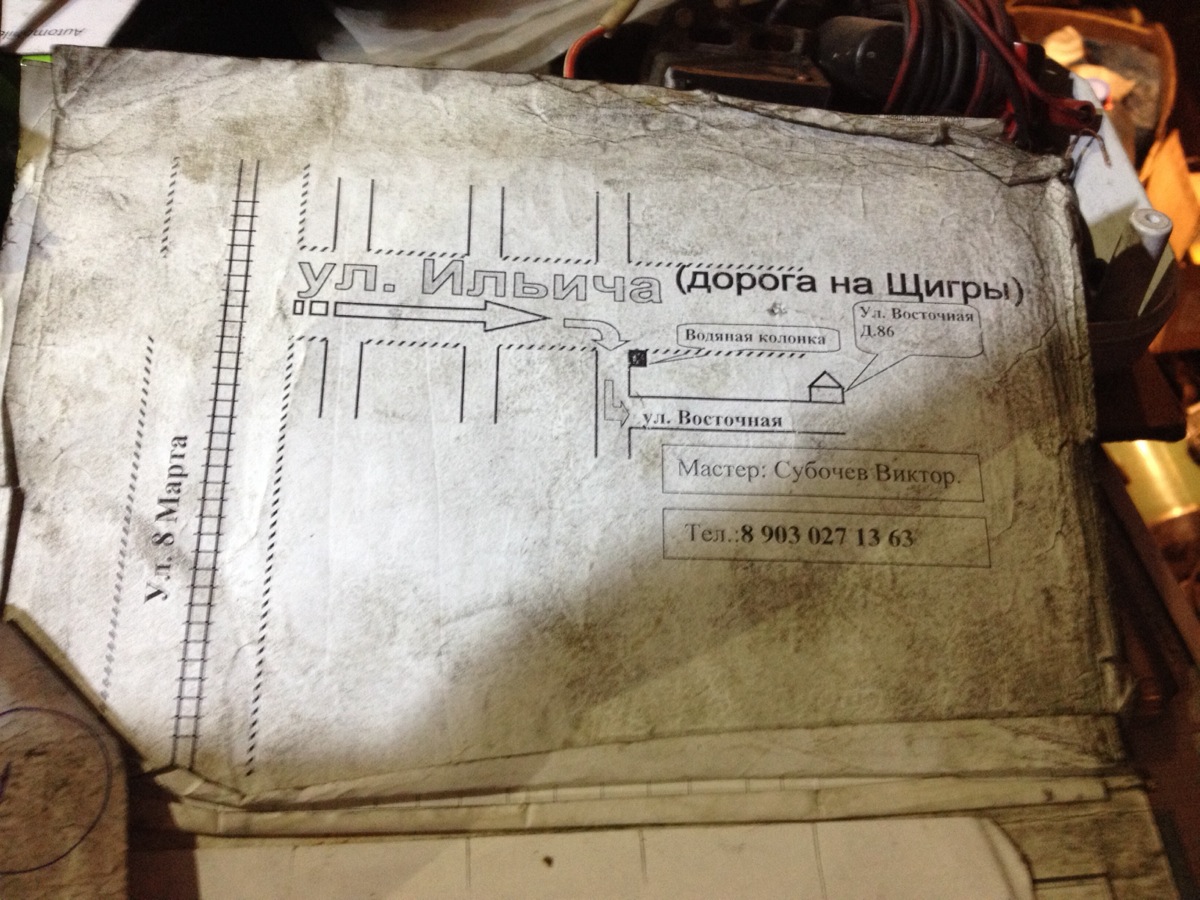 Automobile
ул. Ильича (дорога на Щигры)
Ул. Восточная
Д.86
Водяная колонка
ул. Восточная
Мастер: Субочев Виктор.
Тел.:8 903 027 13 63
Ул. 8 Марта